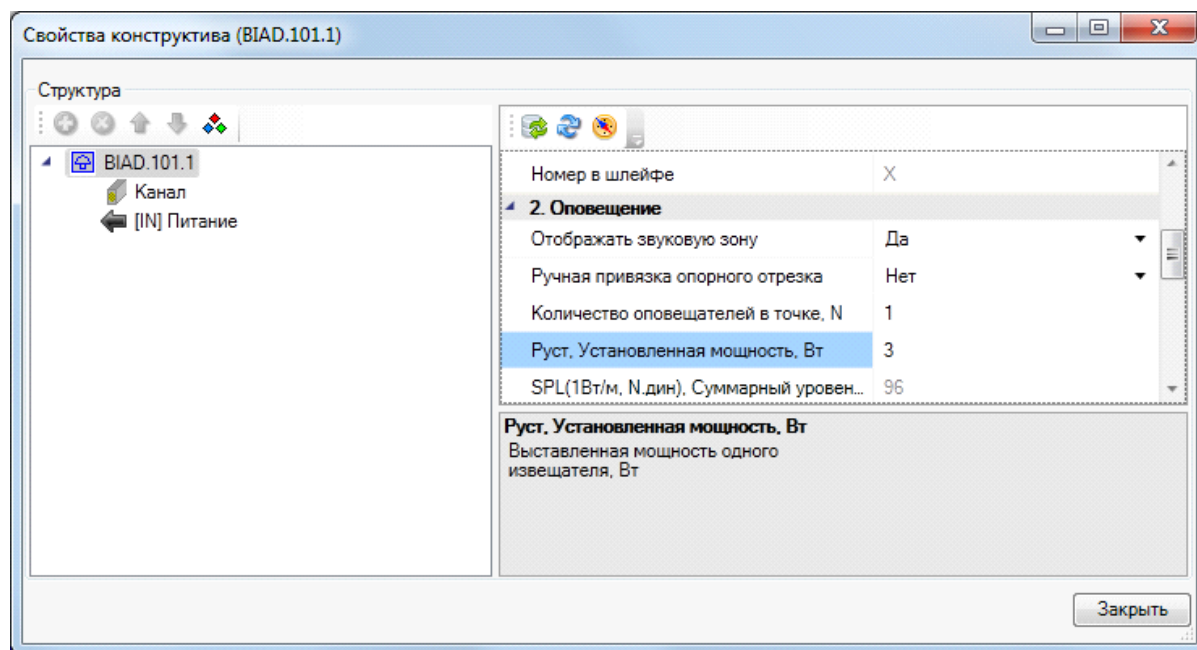 Свойства конструктива (BIAD.101.1)
Структура
BIAD.101.1
Канал
[IN] Питание
Номер в шлейфе X
2. Оповещение
Отображать звуковую зону Да
Ручная привязка опорного отрезка Нет
Количество оповещателей в точке, N 1
Руст, Установленная мощность, Вт 3
SPL(1Вт/м, N.дин), Суммарный уровен... 96
Руст, Установленная мощность, Вт
Выставленная мощность одного
извещателя, Вт
Закрыть